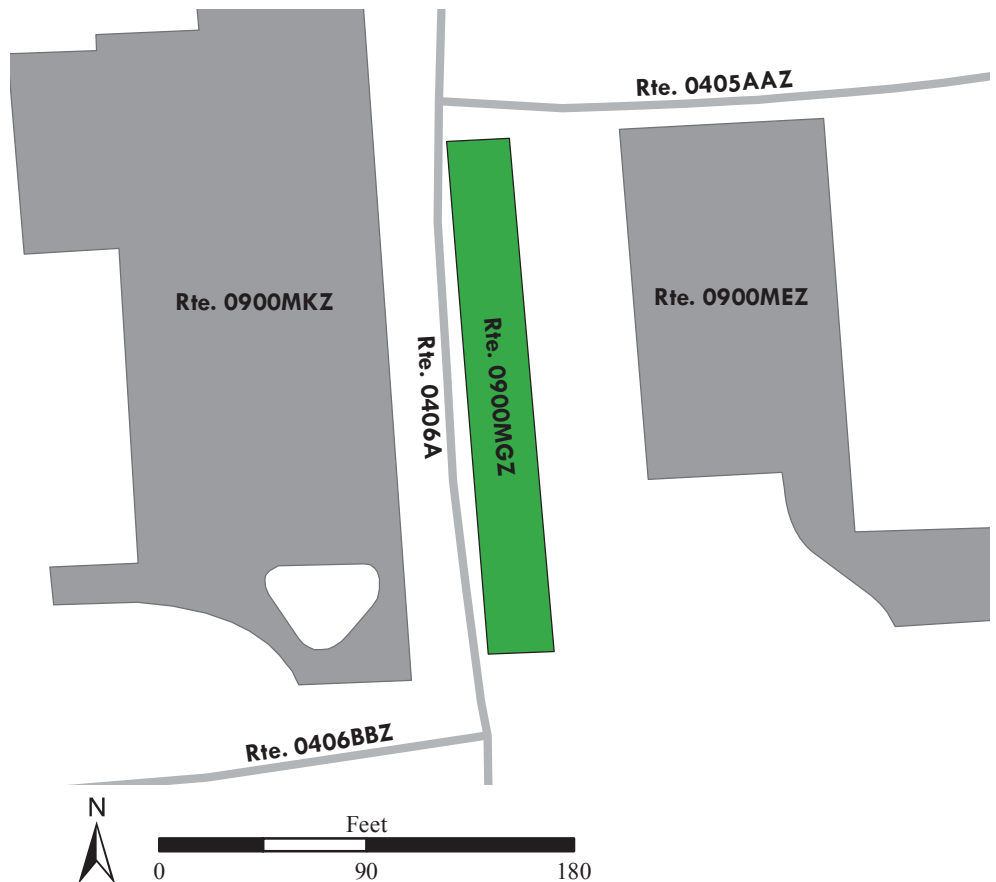 Rte. 0405AAZ
Rte. 0900MKZ
Rte. 0900MEZ
Rte. 0406A
Rte. 0900MGZ
Rte. 0406BBZ
N
Feet
0 90 180